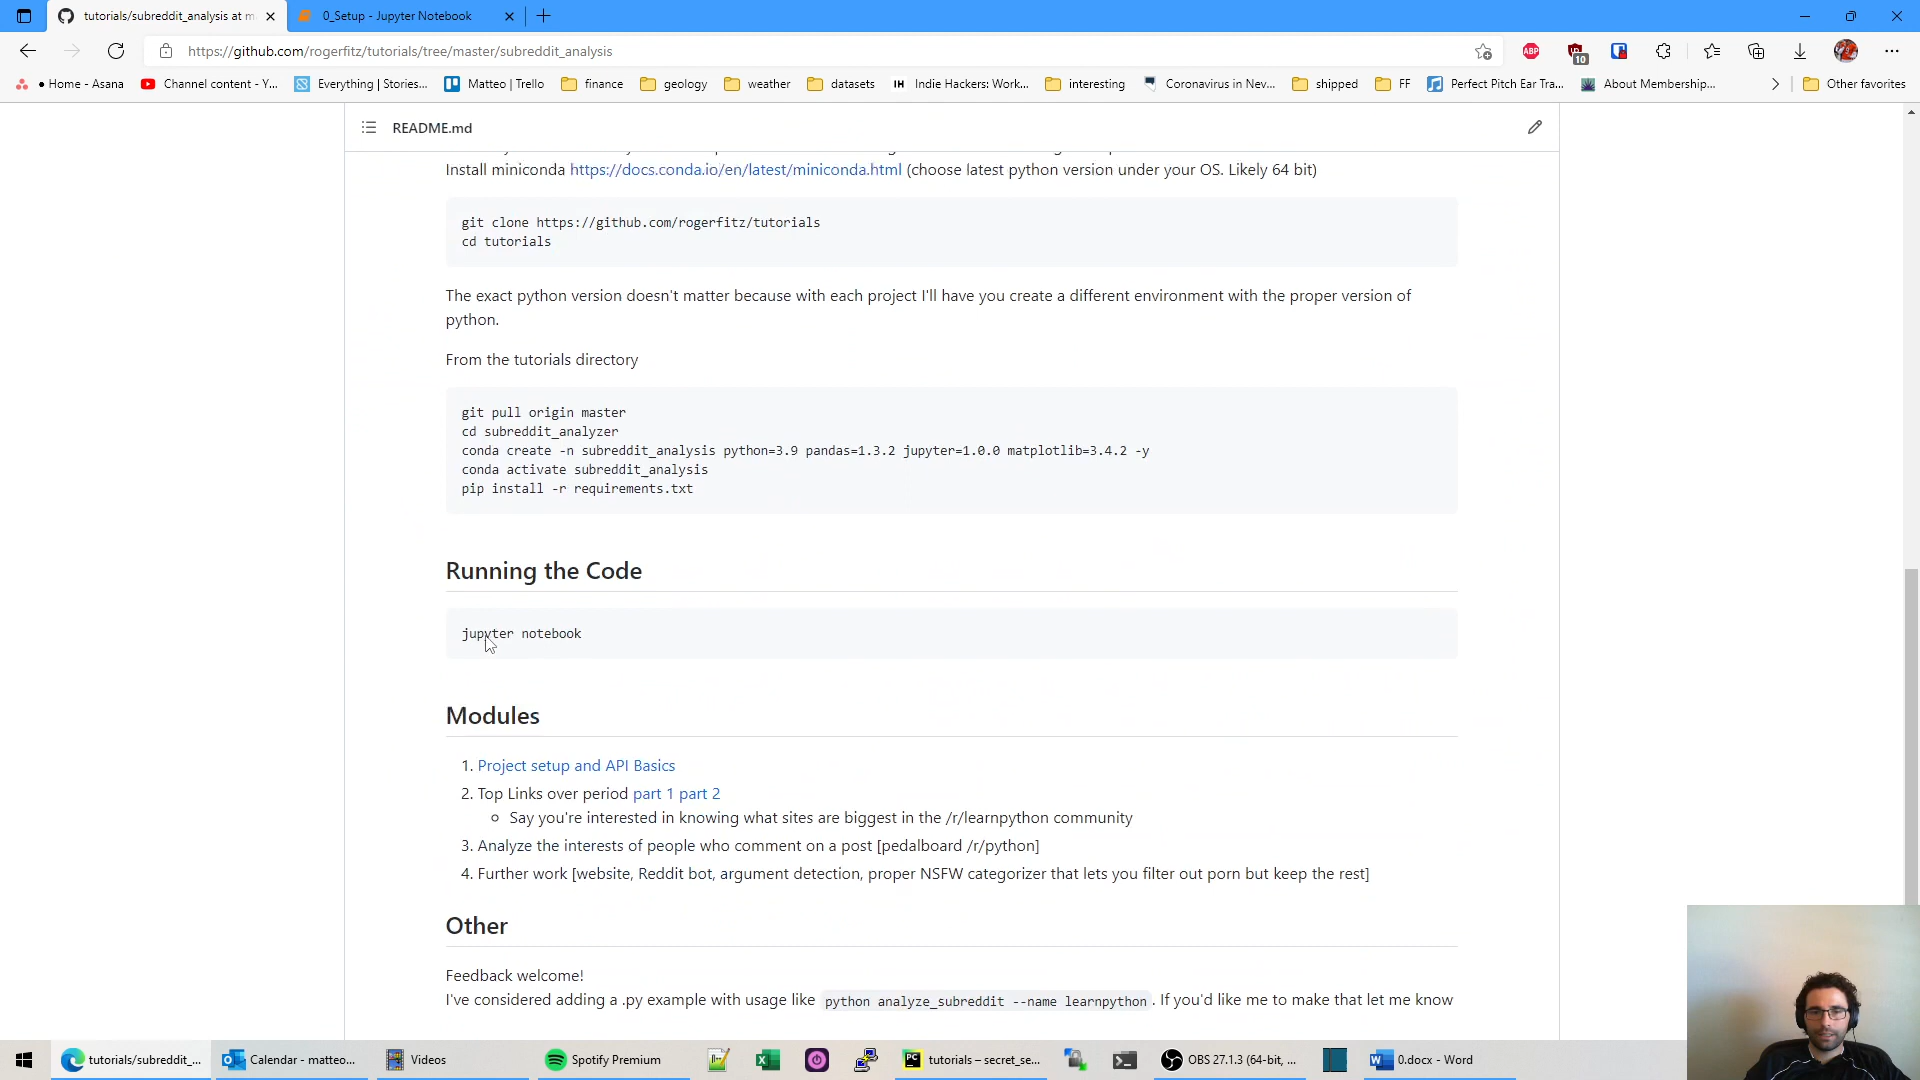 tutorials/subreddit_analysis at m
0_Setup - Jupyter Notebook
https://github.com/rogerfitz/tutorials/tree/master/subreddit_analysis
ABP
10
• Home - Asana
Channel content - Y...
Everything | Stories...
Matteo | Trello
finance
geology
weather
datasets
IH Indie Hackers: Work...
interesting
Coronavirus in Nev...
shipped
FF
Perfect Pitch Ear Tra...
About Membership...
Other favorites
README.md
Install miniconda https://docs.conda.io/en/latest/miniconda.html (choose latest python version under your OS. Likely 64 bit)
git clone https://github.com/rogerfitz/tutorials
cd tutorials
The exact python version doesn't matter because with each project I'll have you create a different environment with the proper version of
python.
From the tutorials directory
git pull origin master
cd subreddit_analyzer
conda create -n subreddit_analysis python=3.9 pandas=1.3.2 jupyter=1.0.0 matplotlib=3.4.2 -y
conda activate subreddit_analysis
pip install -r requirements.txt
Running the Code
jupyter notebook
Modules
1. Project setup and API Basics
2. Top Links over period part 1 part 2
Say you're interested in knowing what sites are biggest in the /r/learnpython community
3. Analyze the interests of people who comment on a post [pedalboard /r/python]
4. Further work [website, Reddit bot, argument detection, proper NSFW categorizer that lets you filter out porn but keep the rest]
Other
Feedback welcome!
I've considered adding a .py example with usage like python analyze_subreddit --name learnpython . If you'd like me to make that let me know
tutorials/subreddit_...
Calendar - matteo...
Videos
Spotify Premium
PC tutorials – secret_se...
OBS 27.1.3 (64-bit, ...
0.docx - Word